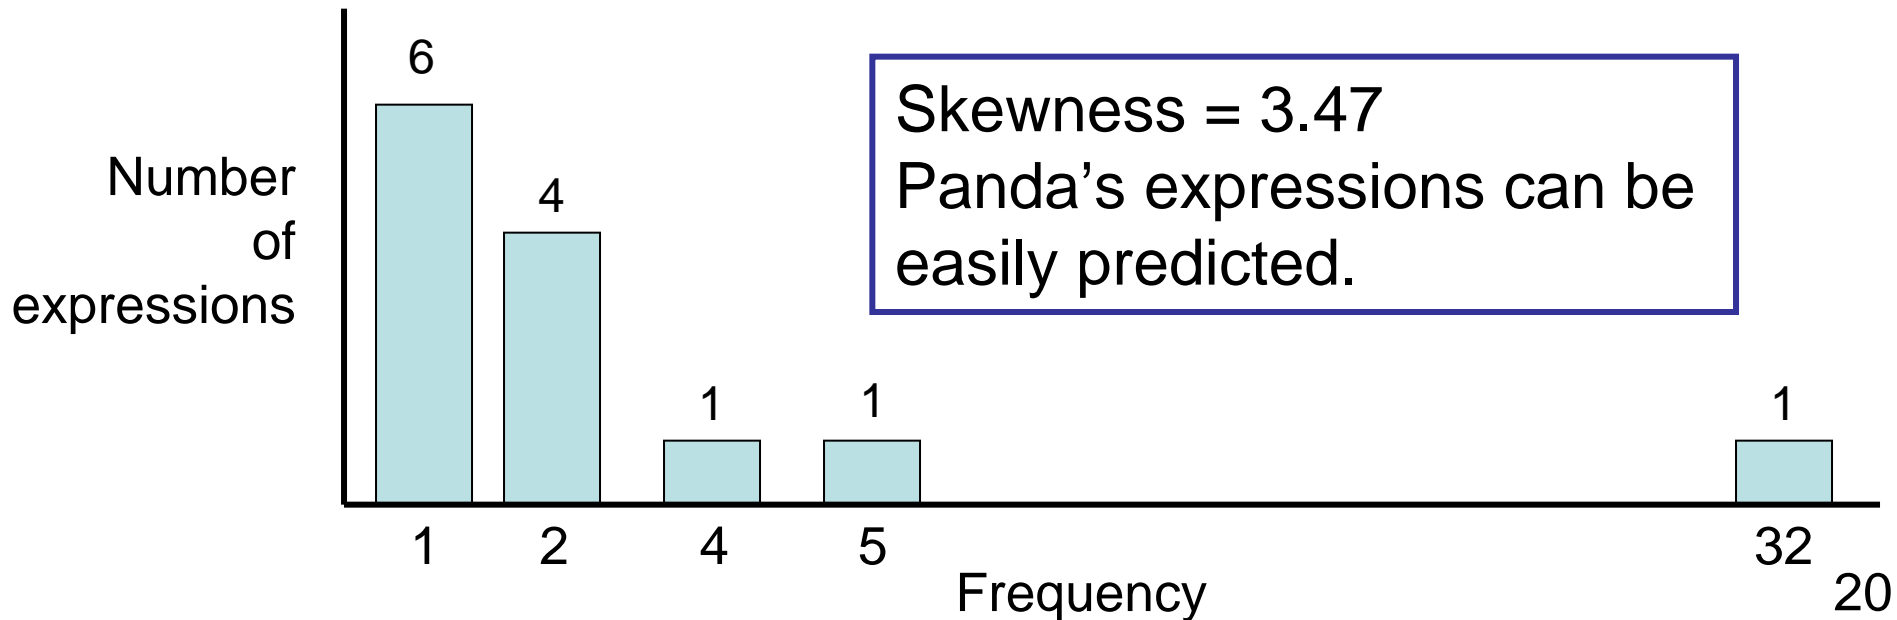 6
4
1
1
1
Skewness = 3.47
Panda’s expressions can be
easily predicted.
Number
of
expressions
1
2
4
5
32
Frequency
20